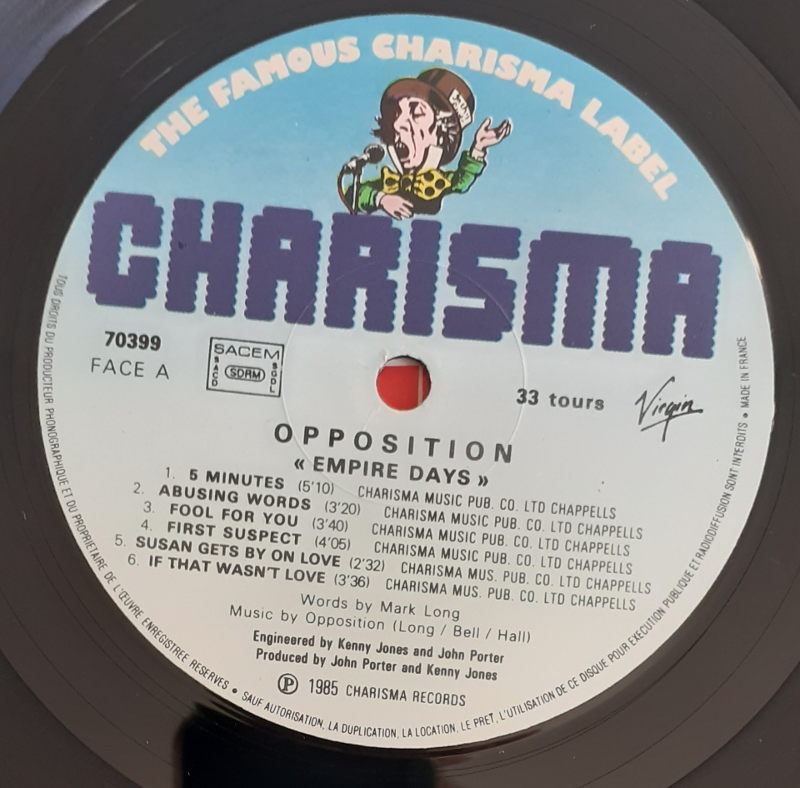 THE FAMOUS CHARISMA LABEL
CHARISMA
70399
FACE A
SACEM
SACD
SDRM
SGDL
33 tours
Virgin
OPPOSITION
« EMPIRE DAYS »
1. 5 MINUTES (5'10) CHARISMA MUSIC PUB. CO. LTD CHAPPELLS
2. ABUSING WORDS (3'20) CHARISMA MUSIC PUB. CO. LTD CHAPPELLS
3. FOOL FOR YOU (3'40) CHARISMA MUSIC PUB. CO. LTD CHAPPELLS
4. FIRST SUSPECT (4'05) CHARISMA MUSIC PUB. CO. LTD CHAPPELLS
5. SUSAN GETS BY ON LOVE (2'32) CHARISMA MUS. PUB. CO. LTD CHAPPELLS
6. IF THAT WASN'T LOVE (3'36) CHARISMA MUS. PUB. CO. LTD CHAPPELLS
Words by Mark Long
Music by Opposition (Long / Bell / Hall)
Engineered by Kenny Jones and John Porter
Produced by John Porter and Kenny Jones
Ⓟ 1985 CHARISMA RECORDS
TOUS DROITS DU PRODUCTEUR PHONOGRAPHIQUE ET DU PROPRIETAIRE DE L'ŒUVRE ENREGISTREE RESERVES • SAUF AUTORISATION, LA DUPLICATION, LA LOCATION, LE PRET, L'UTILISATION DE CE DISQUE POUR EXECUTION PUBLIQUE ET RADIODIFFUSION SONT INTERDITS • MADE IN FRANCE